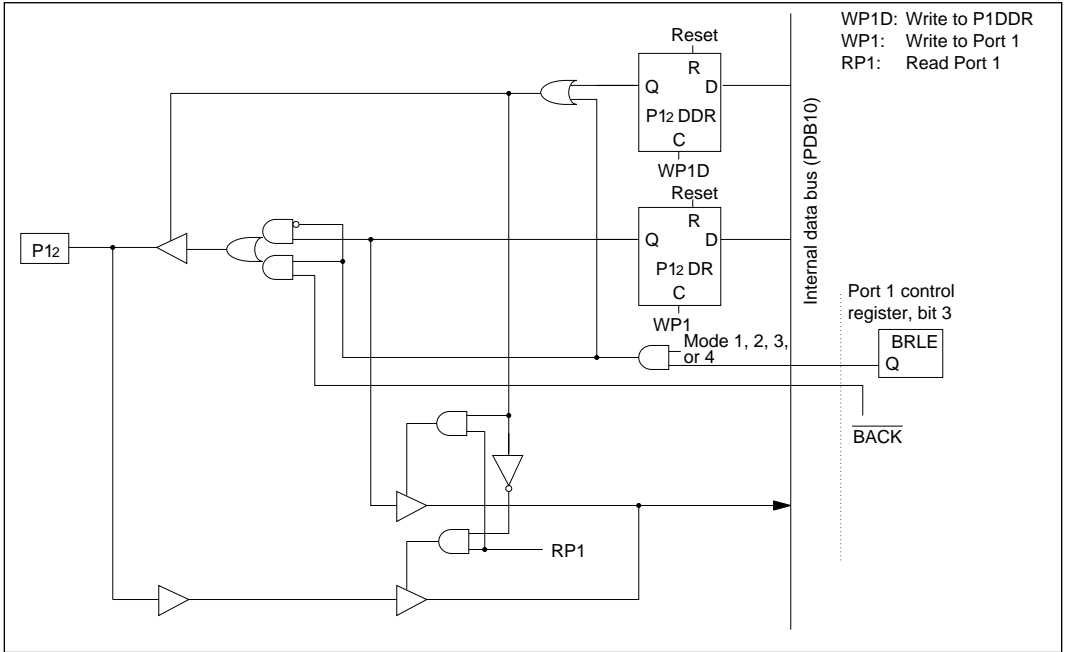 WP1D: Write to P1DDR
WP1: Write to Port 1
RP1: Read Port 1
Reset
R
Q
D
P12 DDR
C
WP1D
Reset
R
Q
D
P12 DR
C
WP1
P12
Internal data bus (PDB10)
Port 1 control
register, bit 3
BRLE
Q
Mode 1, 2, 3,
or 4
BACK
RP1